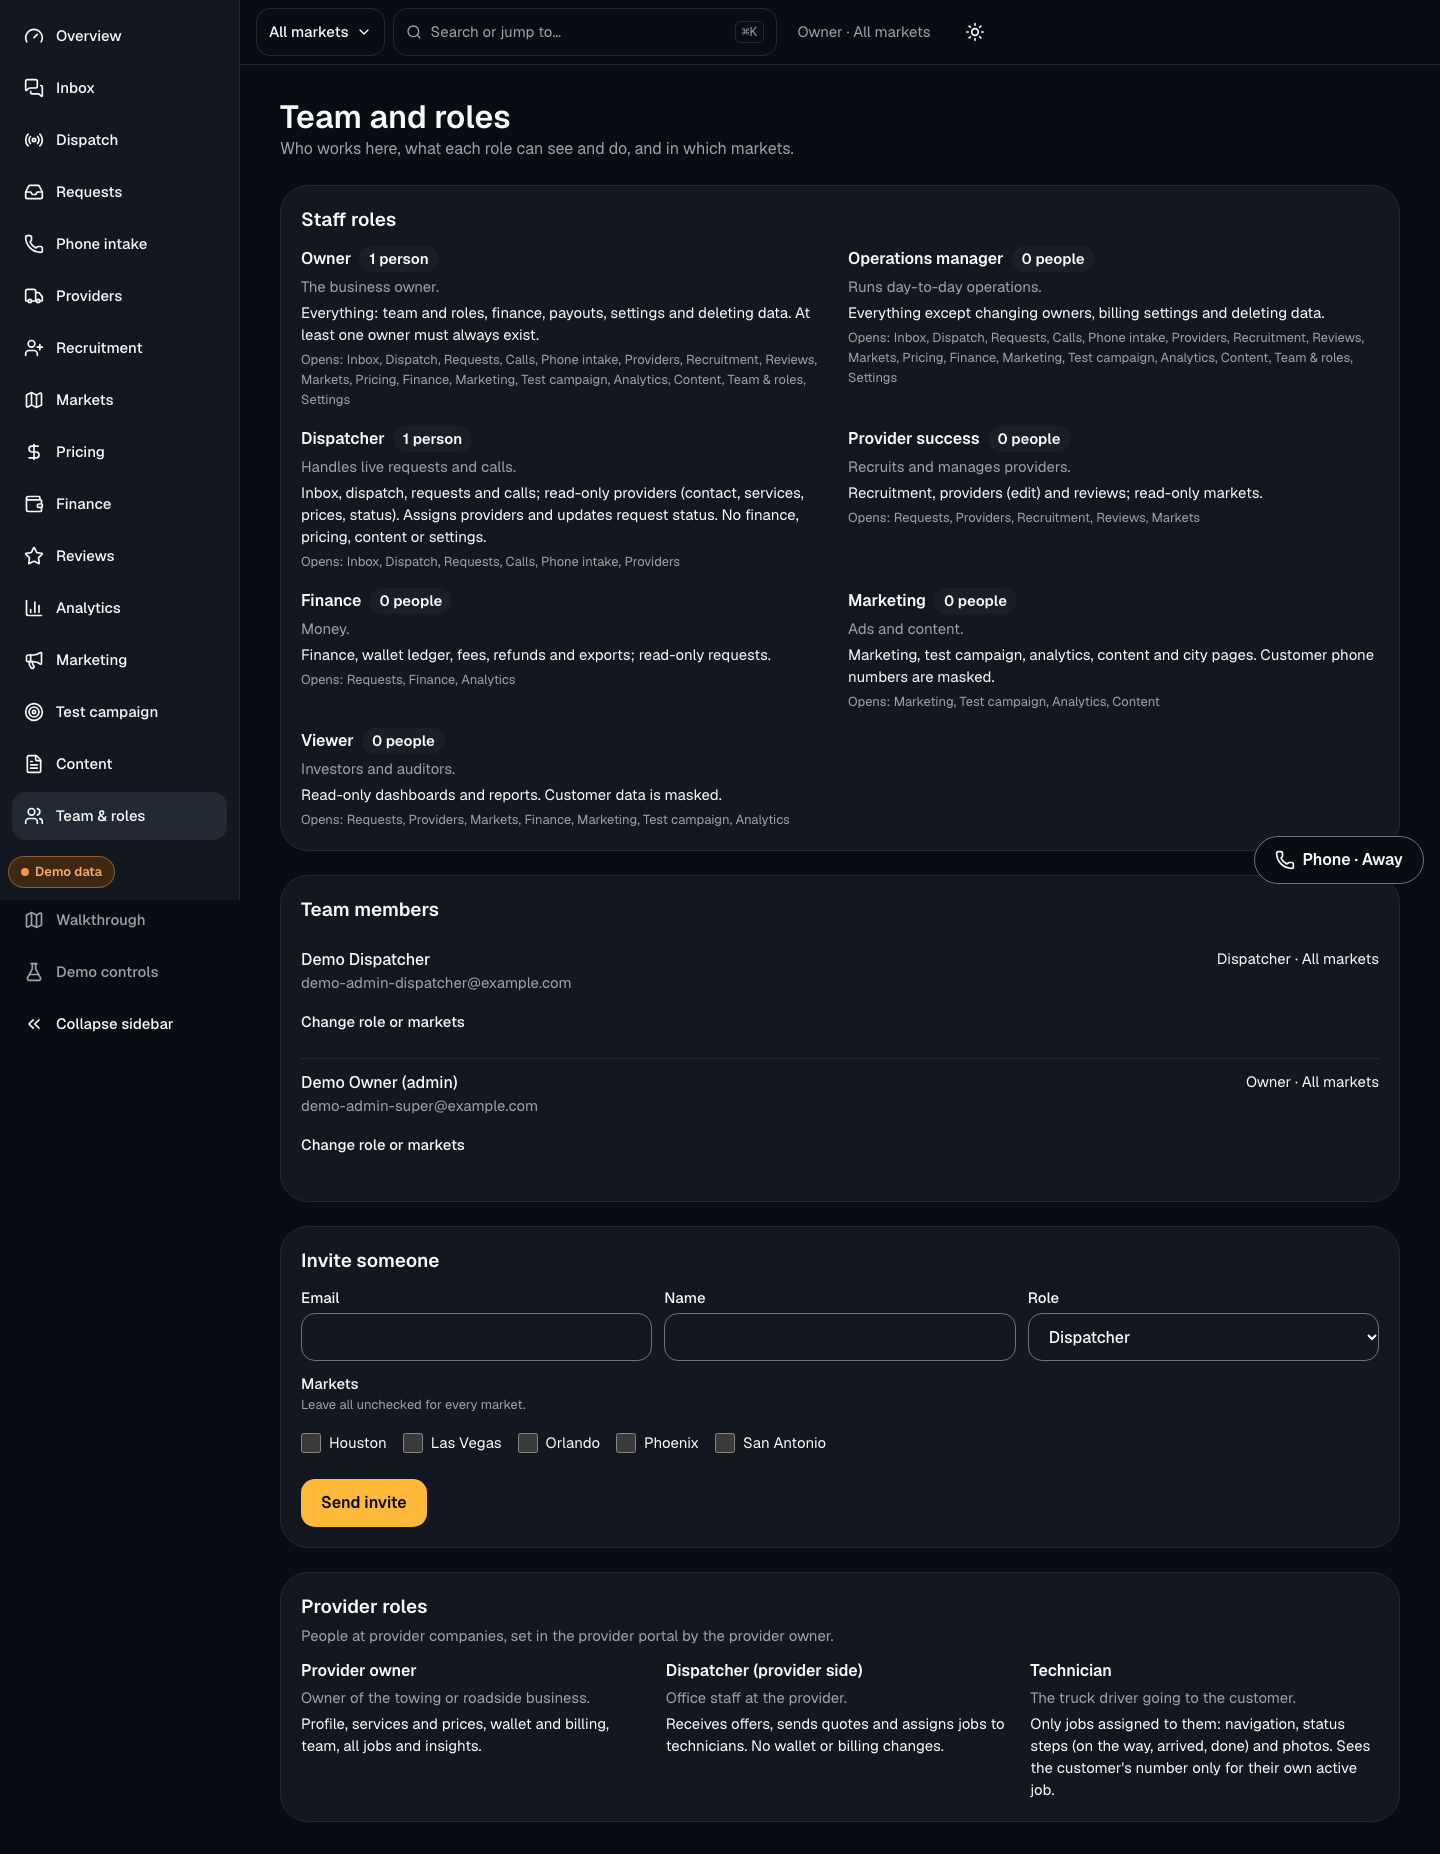 Overview
Inbox
Dispatch
Requests
Phone intake
Providers
Recruitment
Markets
Pricing
Finance
Reviews
Analytics
Marketing
Test campaign
Content
Team & roles
Demo data
Walkthrough
Demo controls
Collapse sidebar
All markets
Search or jump to...
⌘K
Owner · All markets
Team and roles
Who works here, what each role can see and do, and in which markets.
Staff roles
Owner 1 person
The business owner.
Everything: team and roles, finance, payouts, settings and deleting data. At
least one owner must always exist.
Opens: Inbox, Dispatch, Requests, Calls, Phone intake, Providers, Recruitment, Reviews,
Markets, Pricing, Finance, Marketing, Test campaign, Analytics, Content, Team & roles,
Settings
Operations manager 0 people
Runs day-to-day operations.
Everything except changing owners, billing settings and deleting data.
Opens: Inbox, Dispatch, Requests, Calls, Phone intake, Providers, Recruitment, Reviews,
Markets, Pricing, Finance, Marketing, Test campaign, Analytics, Content, Team & roles,
Settings
Dispatcher 1 person
Handles live requests and calls.
Inbox, dispatch, requests and calls; read-only providers (contact, services,
prices, status). Assigns providers and updates request status. No finance,
pricing, content or settings.
Opens: Inbox, Dispatch, Requests, Calls, Phone intake, Providers
Provider success 0 people
Recruits and manages providers.
Recruitment, providers (edit) and reviews; read-only markets.
Opens: Requests, Providers, Recruitment, Reviews, Markets
Finance 0 people
Money.
Finance, wallet ledger, fees, refunds and exports; read-only requests.
Opens: Requests, Finance, Analytics
Marketing 0 people
Ads and content.
Marketing, test campaign, analytics, content and city pages. Customer phone
numbers are masked.
Opens: Marketing, Test campaign, Analytics, Content
Viewer 0 people
Investors and auditors.
Read-only dashboards and reports. Customer data is masked.
Opens: Requests, Providers, Markets, Finance, Marketing, Test campaign, Analytics
Phone · Away
Team members
Demo Dispatcher
Dispatcher · All markets
demo-admin-dispatcher@example.com
Change role or markets
Demo Owner (admin)
Owner · All markets
demo-admin-super@example.com
Change role or markets
Invite someone
Email
Name
Role
Dispatcher
Markets
Leave all unchecked for every market.
Houston
Las Vegas
Orlando
Phoenix
San Antonio
Send invite
Provider roles
People at provider companies, set in the provider portal by the provider owner.
Provider owner
Owner of the towing or roadside business.
Profile, services and prices, wallet and billing,
team, all jobs and insights.
Dispatcher (provider side)
Office staff at the provider.
Receives offers, sends quotes and assigns jobs to
technicians. No wallet or billing changes.
Technician
The truck driver going to the customer.
Only jobs assigned to them: navigation, status
steps (on the way, arrived, done) and photos. Sees
the customer's number only for their own active
job.